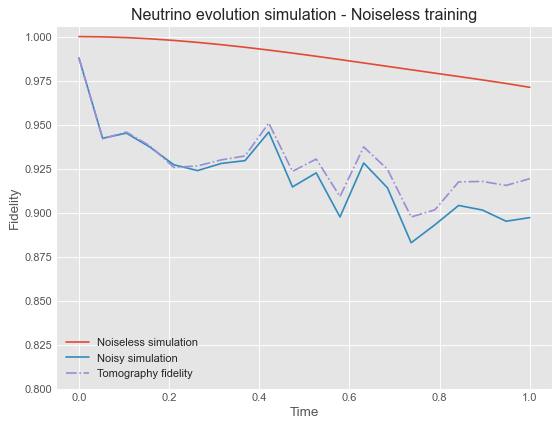 Neutrino evolution simulation - Noiseless training
1.000
0.975
0.950
0.925
0.900
0.875
0.850
0.825
0.800
Fidelity
Noiseless simulation
Noisy simulation
Tomography fidelity
0.0 0.2 0.4 0.6 0.8 1.0
Time